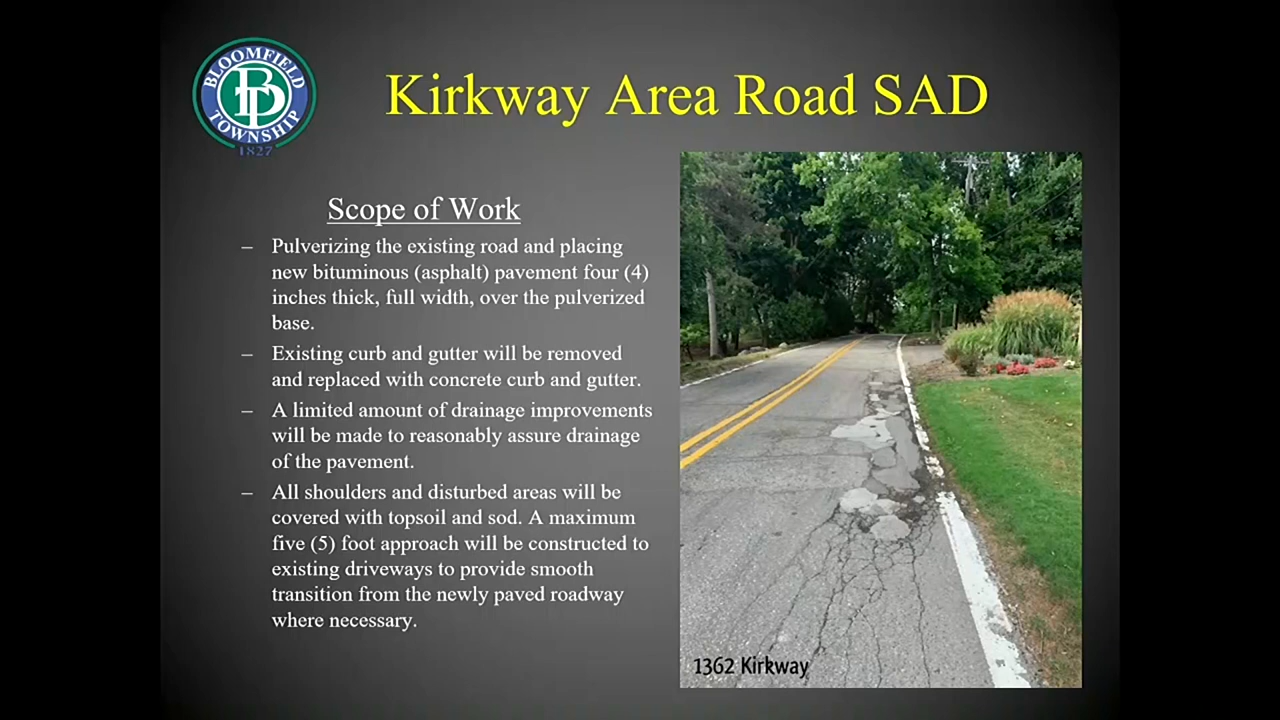 BLOOMFIELD
TOWNSHIP
1827
Kirkway Area Road SAD
Scope of Work
– Pulverizing the existing road and placing
new bituminous (asphalt) pavement four (4)
inches thick, full width, over the pulverized
base.
– Existing curb and gutter will be removed
and replaced with concrete curb and gutter.
– A limited amount of drainage improvements
will be made to reasonably assure drainage
of the pavement.
– All shoulders and disturbed areas will be
covered with topsoil and sod. A maximum
five (5) foot approach will be constructed to
existing driveways to provide smooth
transition from the newly paved roadway
where necessary.
1362 Kirkway